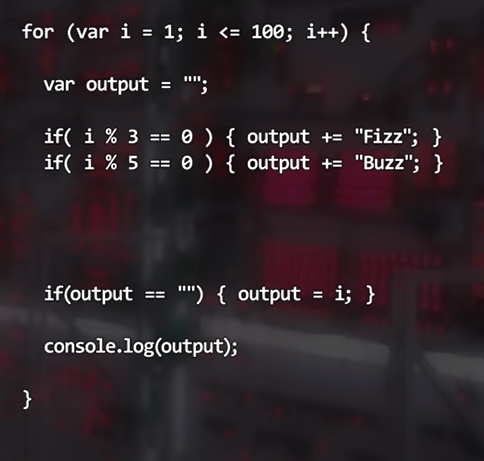 for (var i = 1; i <= 100; i++) {
var output = "";
if( i % 3 == 0 ) { output += "Fizz"; }
if( i % 5 == 0 ) { output += "Buzz"; }
if(output == "") { output = i; }
console.log(output);
}